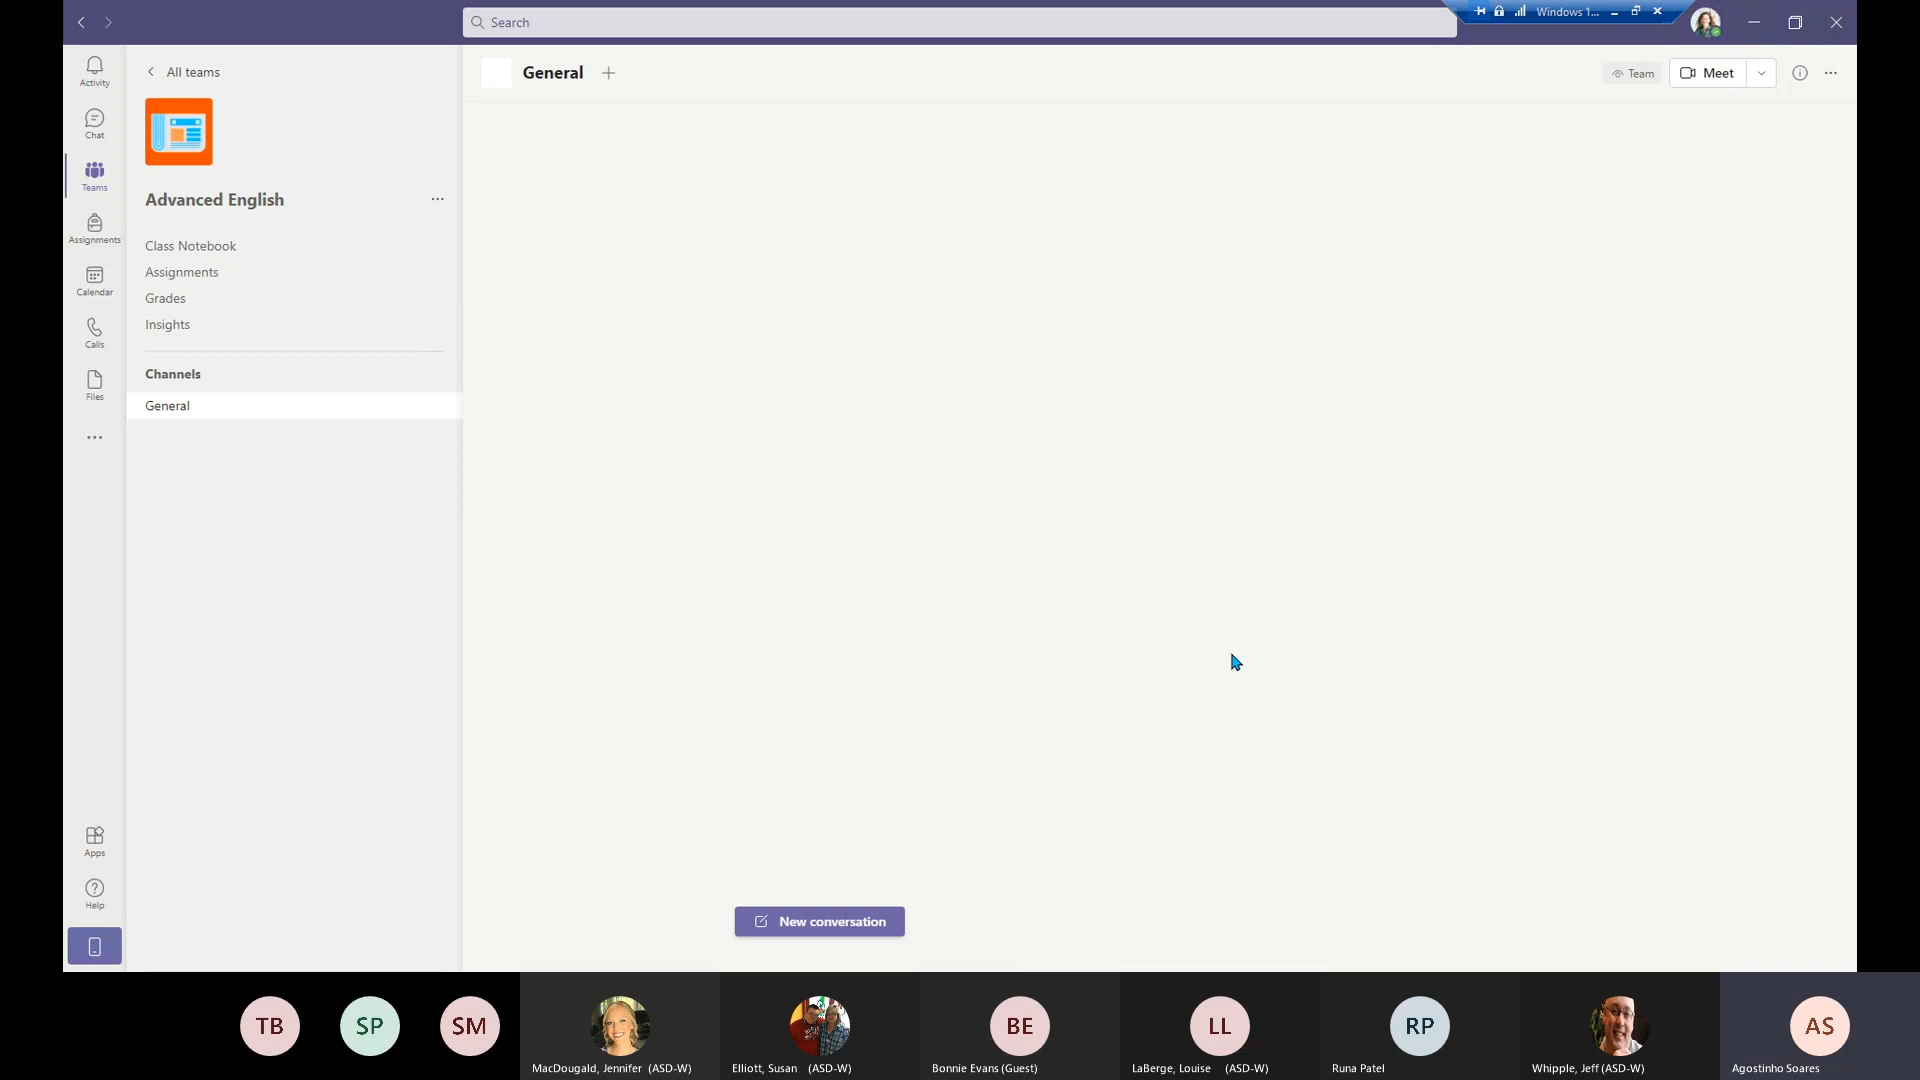 Search
Windows 1...
Activity
Chat
Teams
Assignments
Calendar
Calls
Files
Apps
Help
All teams
Advanced English
Class Notebook
Assignments
Grades
Insights
Channels
General
General
Team
Meet
New conversation
TB
SP
SM
BE
LL
RP
AS
MacDougald, Jennifer (ASD-W)
Elliott, Susan (ASD-W)
Bonnie Evans (Guest)
LaBerge, Louise (ASD-W)
Runa Patel
Whipple, Jeff (ASD-W)
Agostinho Soares